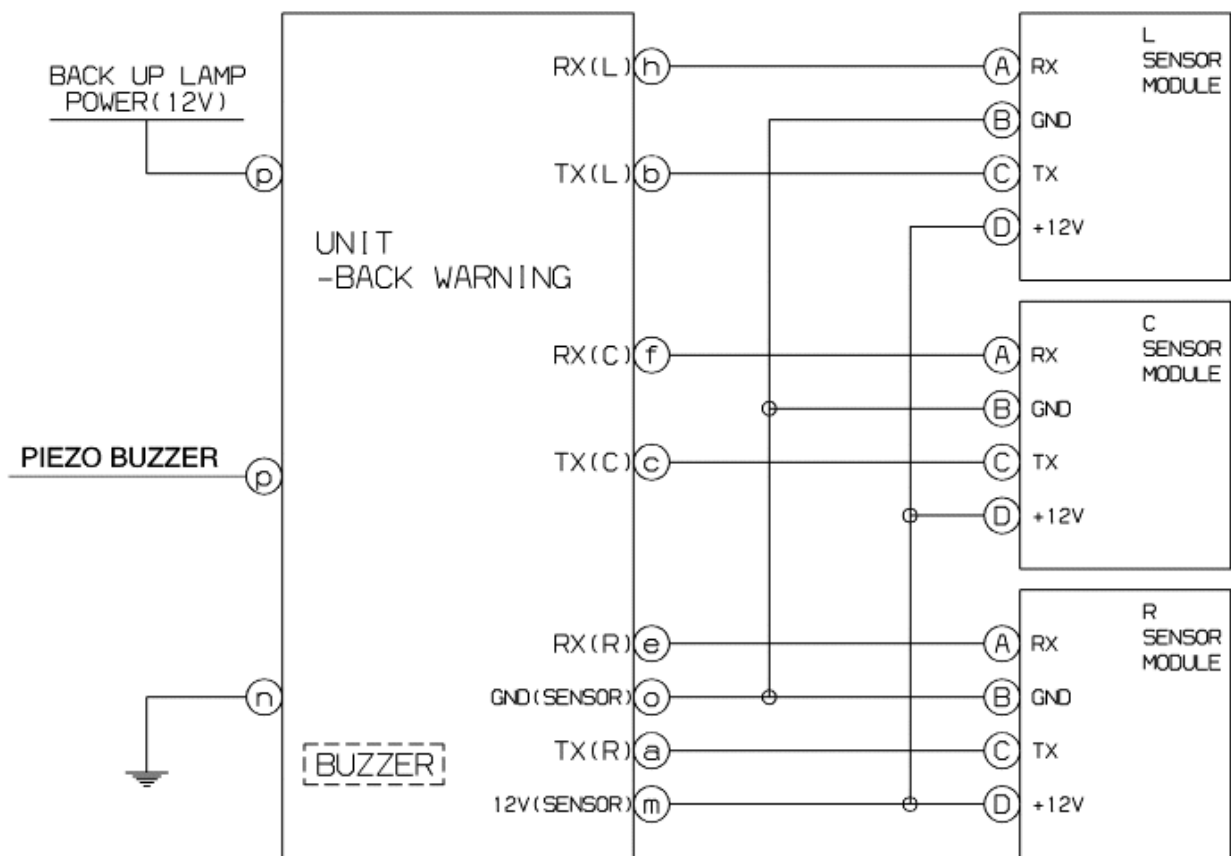 BACK UP LAMP
POWER(12V)
p
PIEZO BUZZER
p
n
UNIT
-BACK WARNING
BUZZER
RX(L) h
TX(L) b
RX(C) f
TX(C) c
RX(R) e
GND(SENSOR) o
TX(R) a
12V(SENSOR) m
L
SENSOR
MODULE
A RX
B GND
C TX
D +12V
C
SENSOR
MODULE
A RX
B GND
C TX
D +12V
R
SENSOR
MODULE
A RX
B GND
C TX
D +12V